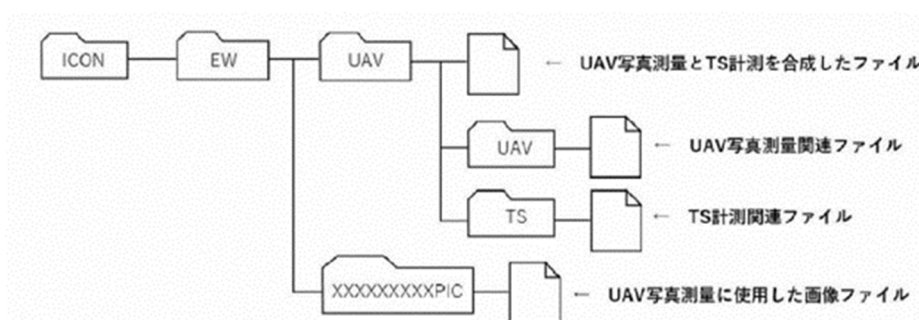 ICON
EW
UAV
← UAV写真測量とTS計測を合成したファイル
UAV
← UAV写真測量関連ファイル
TS
← TS計測関連ファイル
XXXXXXXXXPIC
← UAV写真測量に使用した画像ファイル